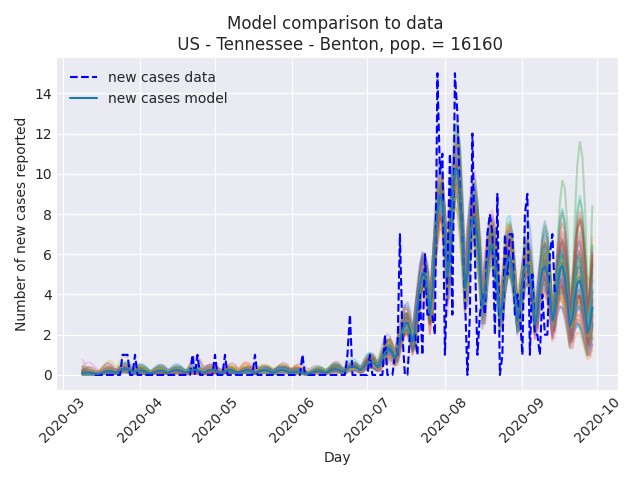 Model comparison to data
US - Tennessee - Benton, pop. = 16160
new cases data
new cases model
Number of new cases reported
14
12
10
8
6
4
2
0
2020-03
2020-04
2020-05
2020-06
2020-07
2020-08
2020-09
2020-10
Day